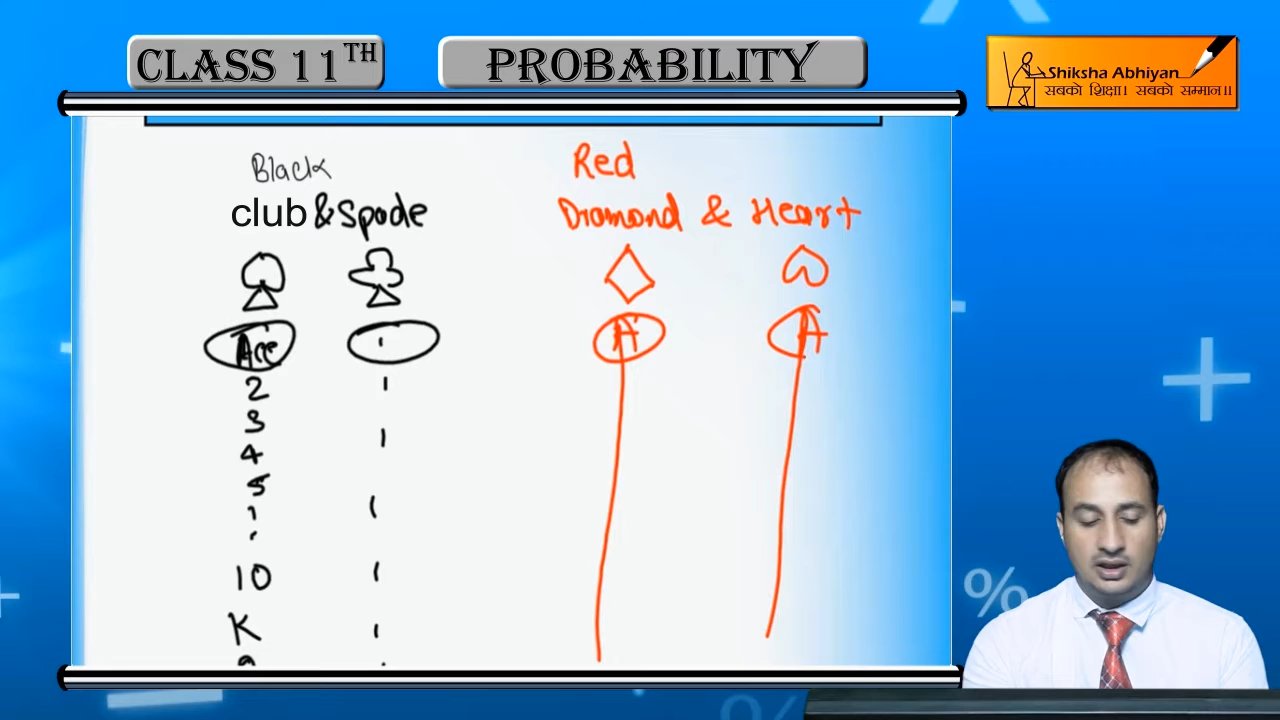 CLASS 11TH
PROBABILITY
Shiksha Abhiyan
सबको शिक्षा। सबको सम्मान।।
Black
club & Spade
Red
Diamond & Heart
Ace
A
A
2
3
4
5
10
K
%
%